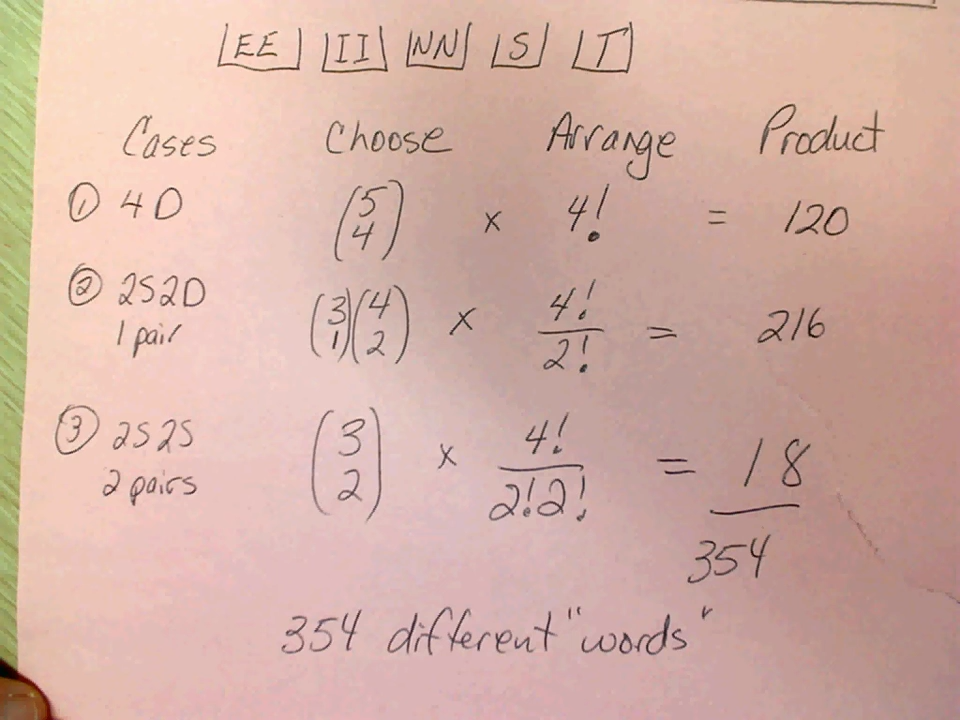 EE II NN S T
Cases Choose Arrange Product
① 4D (5 4) x 4! = 120
② 2S2D 1 pair (3 1)(4 2) x 4!/2! = 216
③ 2S2S 2 pairs (3 2) x 4!/2!2! = 18
354
354 different "words"